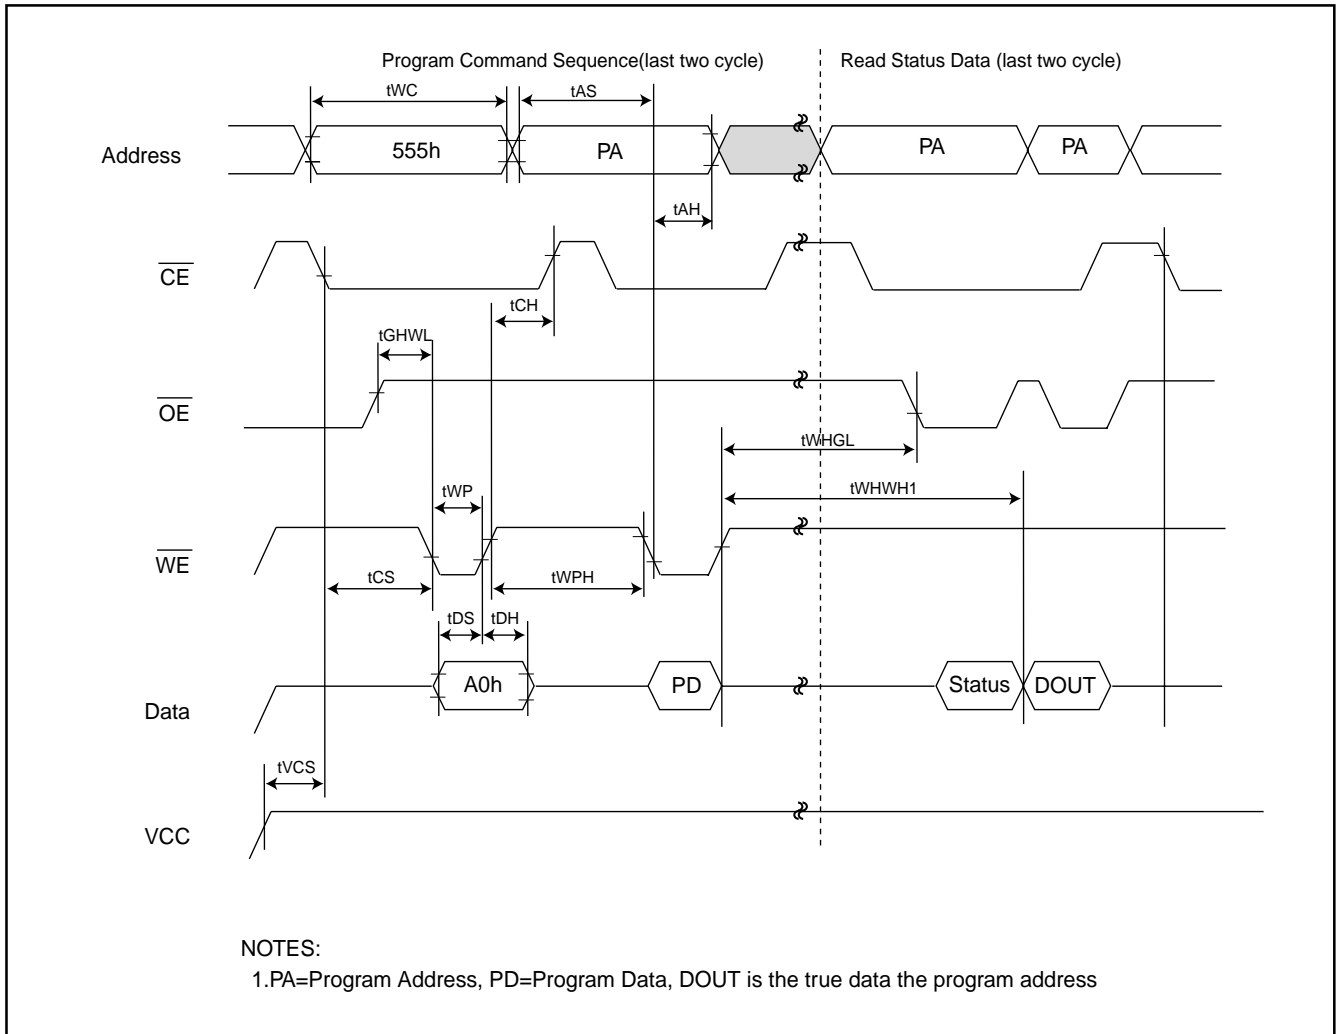 Program Command Sequence(last two cycle)
Read Status Data (last two cycle)
tWC
tAS
Address
555h
PA
PA
PA
tAH
CE
tCH
tGHWL
OE
tWHGL
tWP
tWHWH1
WE
tCS
tWPH
tDS
tDH
Data
A0h
PD
Status
DOUT
tVCS
VCC
NOTES:
1.PA=Program Address, PD=Program Data, DOUT is the true data the program address